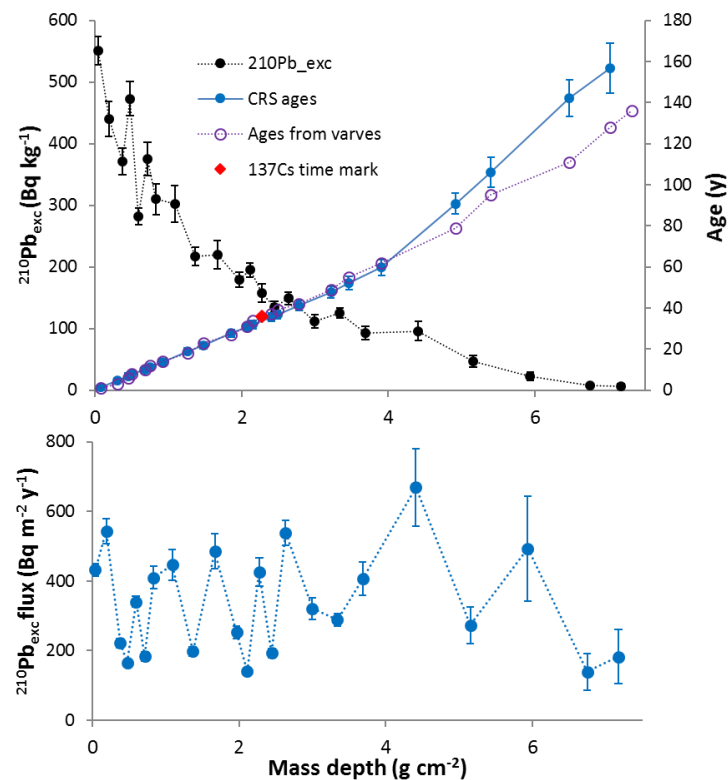 600
500
400
300
200
100
0
²¹⁰Pbexc (Bq kg⁻¹)
210Pb_exc
CRS ages
Ages from varves
137Cs time mark
180
160
140
120
100
80
60
40
20
0
Age (y)
0 2 4 6
800
600
400
200
0
²¹⁰Pbexc flux (Bq m⁻² y⁻¹)
0 2 4 6
Mass depth (g cm⁻²)